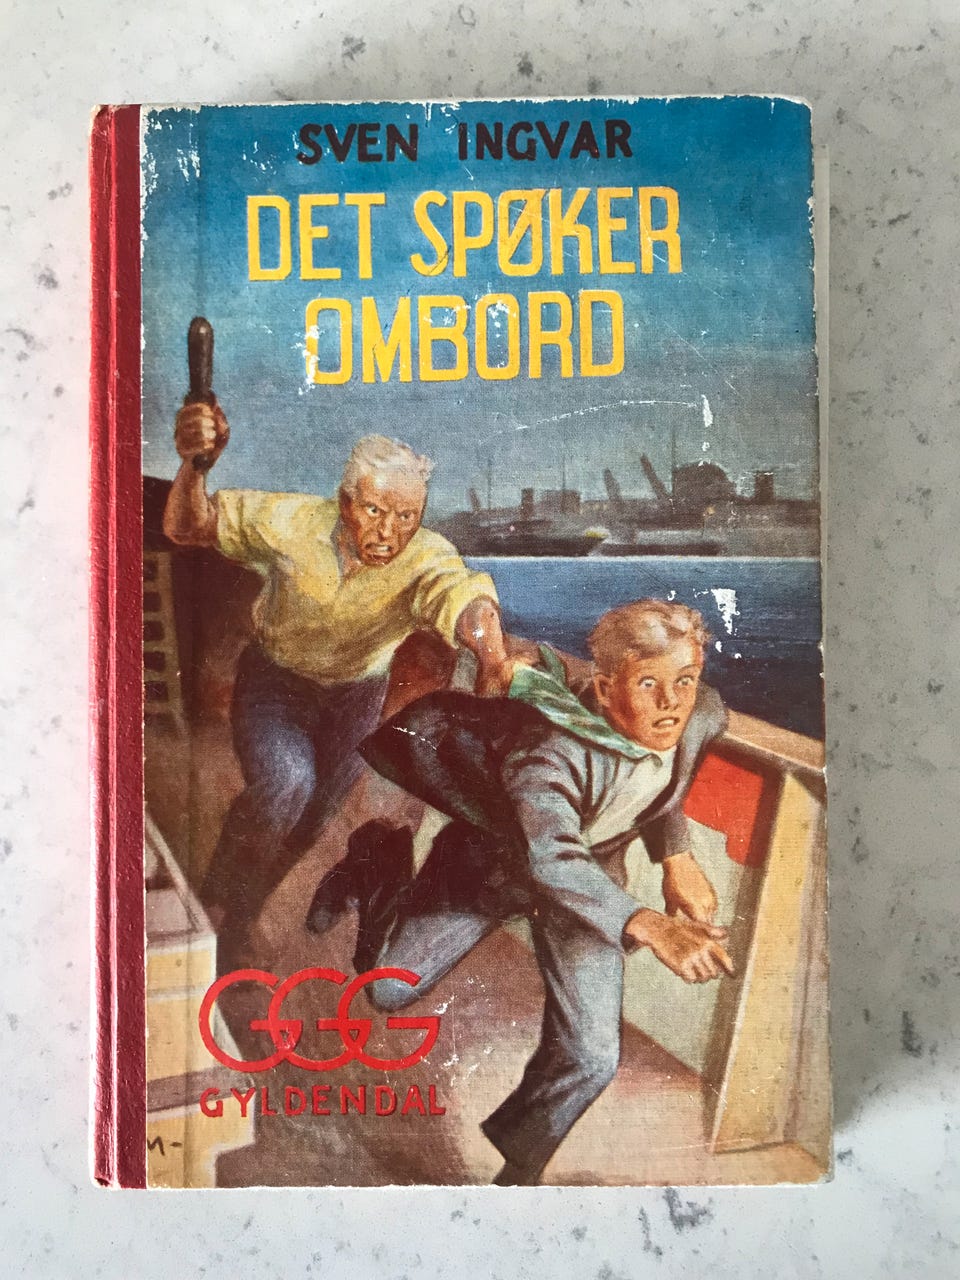 SVEN INGVAR
DET SPØKER
OMBORD
GGG
GYLDENDAL
M-